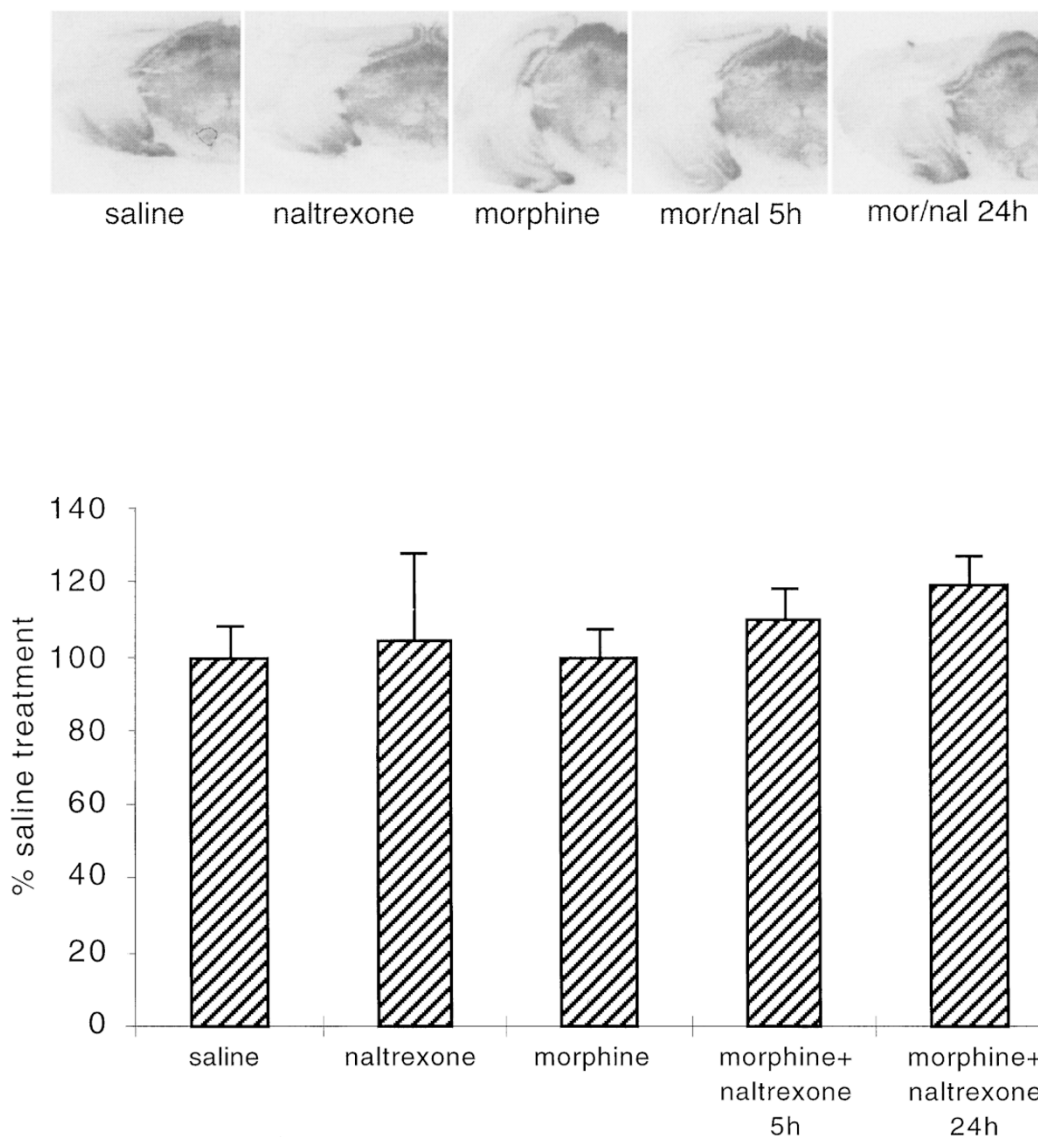 saline naltrexone morphine mor/nal 5h mor/nal 24h
% saline treatment
140
120
100
80
60
40
20
0
saline naltrexone morphine morphine+ morphine+
naltrexone naltrexone
5h 24h